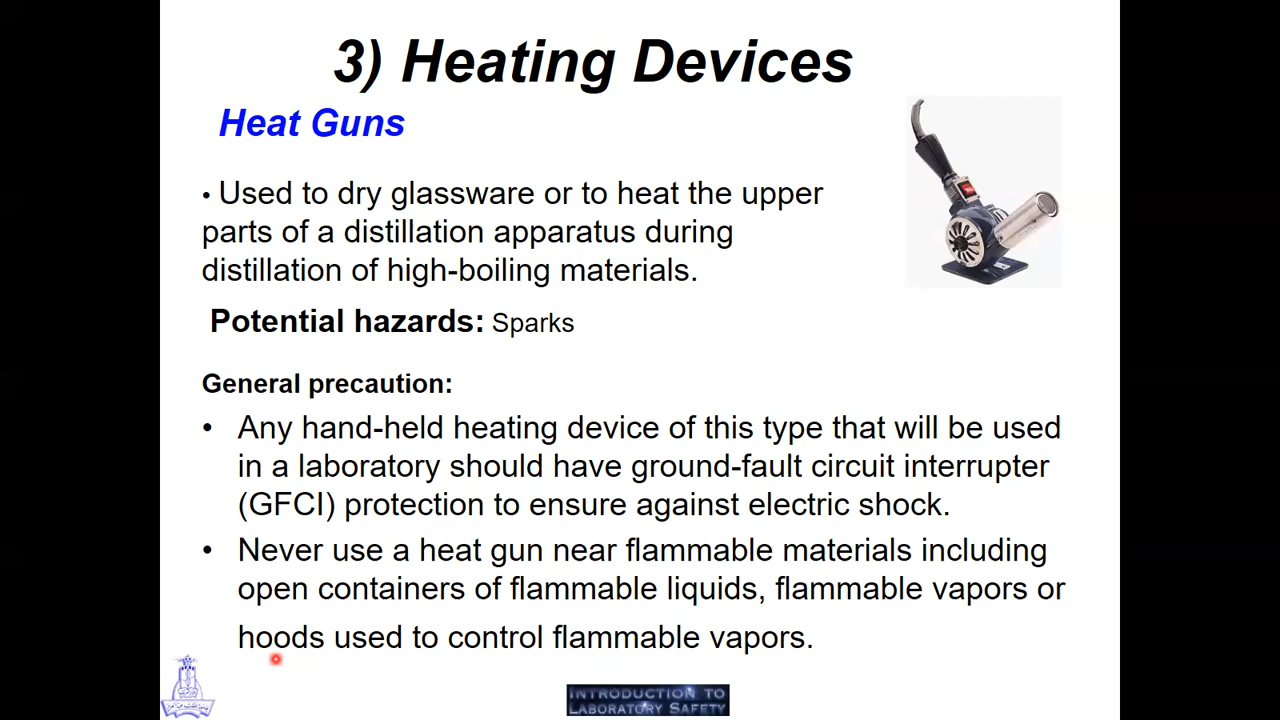 3) Heating Devices
Heat Guns
• Used to dry glassware or to heat the upper
parts of a distillation apparatus during
distillation of high-boiling materials.
Potential hazards: Sparks
General precaution:
• Any hand-held heating device of this type that will be used
in a laboratory should have ground-fault circuit interrupter
(GFCI) protection to ensure against electric shock.
• Never use a heat gun near flammable materials including
open containers of flammable liquids, flammable vapors or
hoods used to control flammable vapors.
INTRODUCTION TO
LABORATORY SAFETY